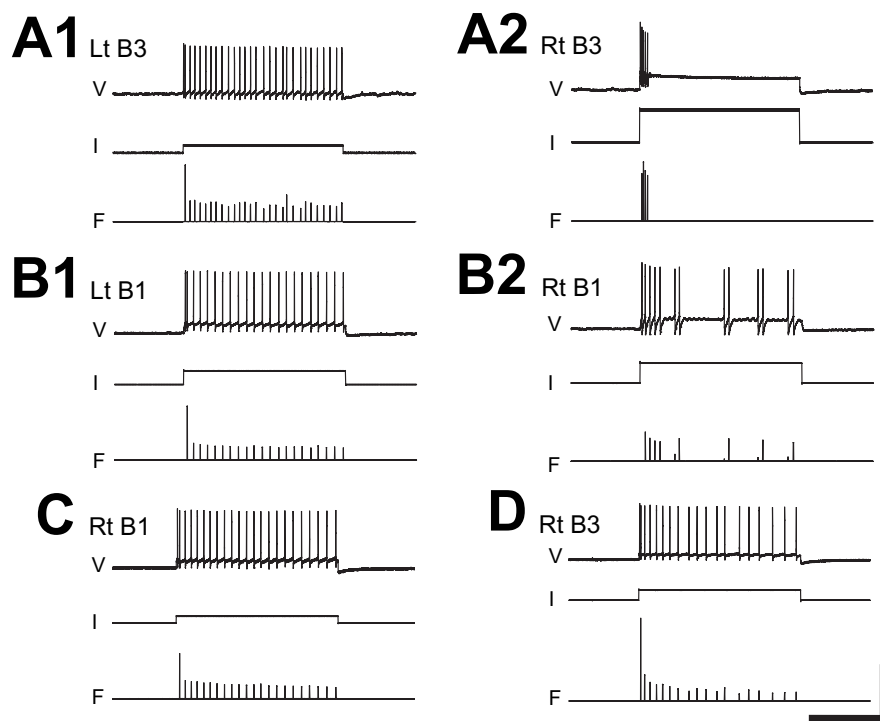 A1 Lt B3
V
I
F
A2 Rt B3
V
I
F
B1 Lt B1
V
I
F
B2 Rt B1
V
I
F
C Rt B1
V
I
F
D Rt B3
V
I
F